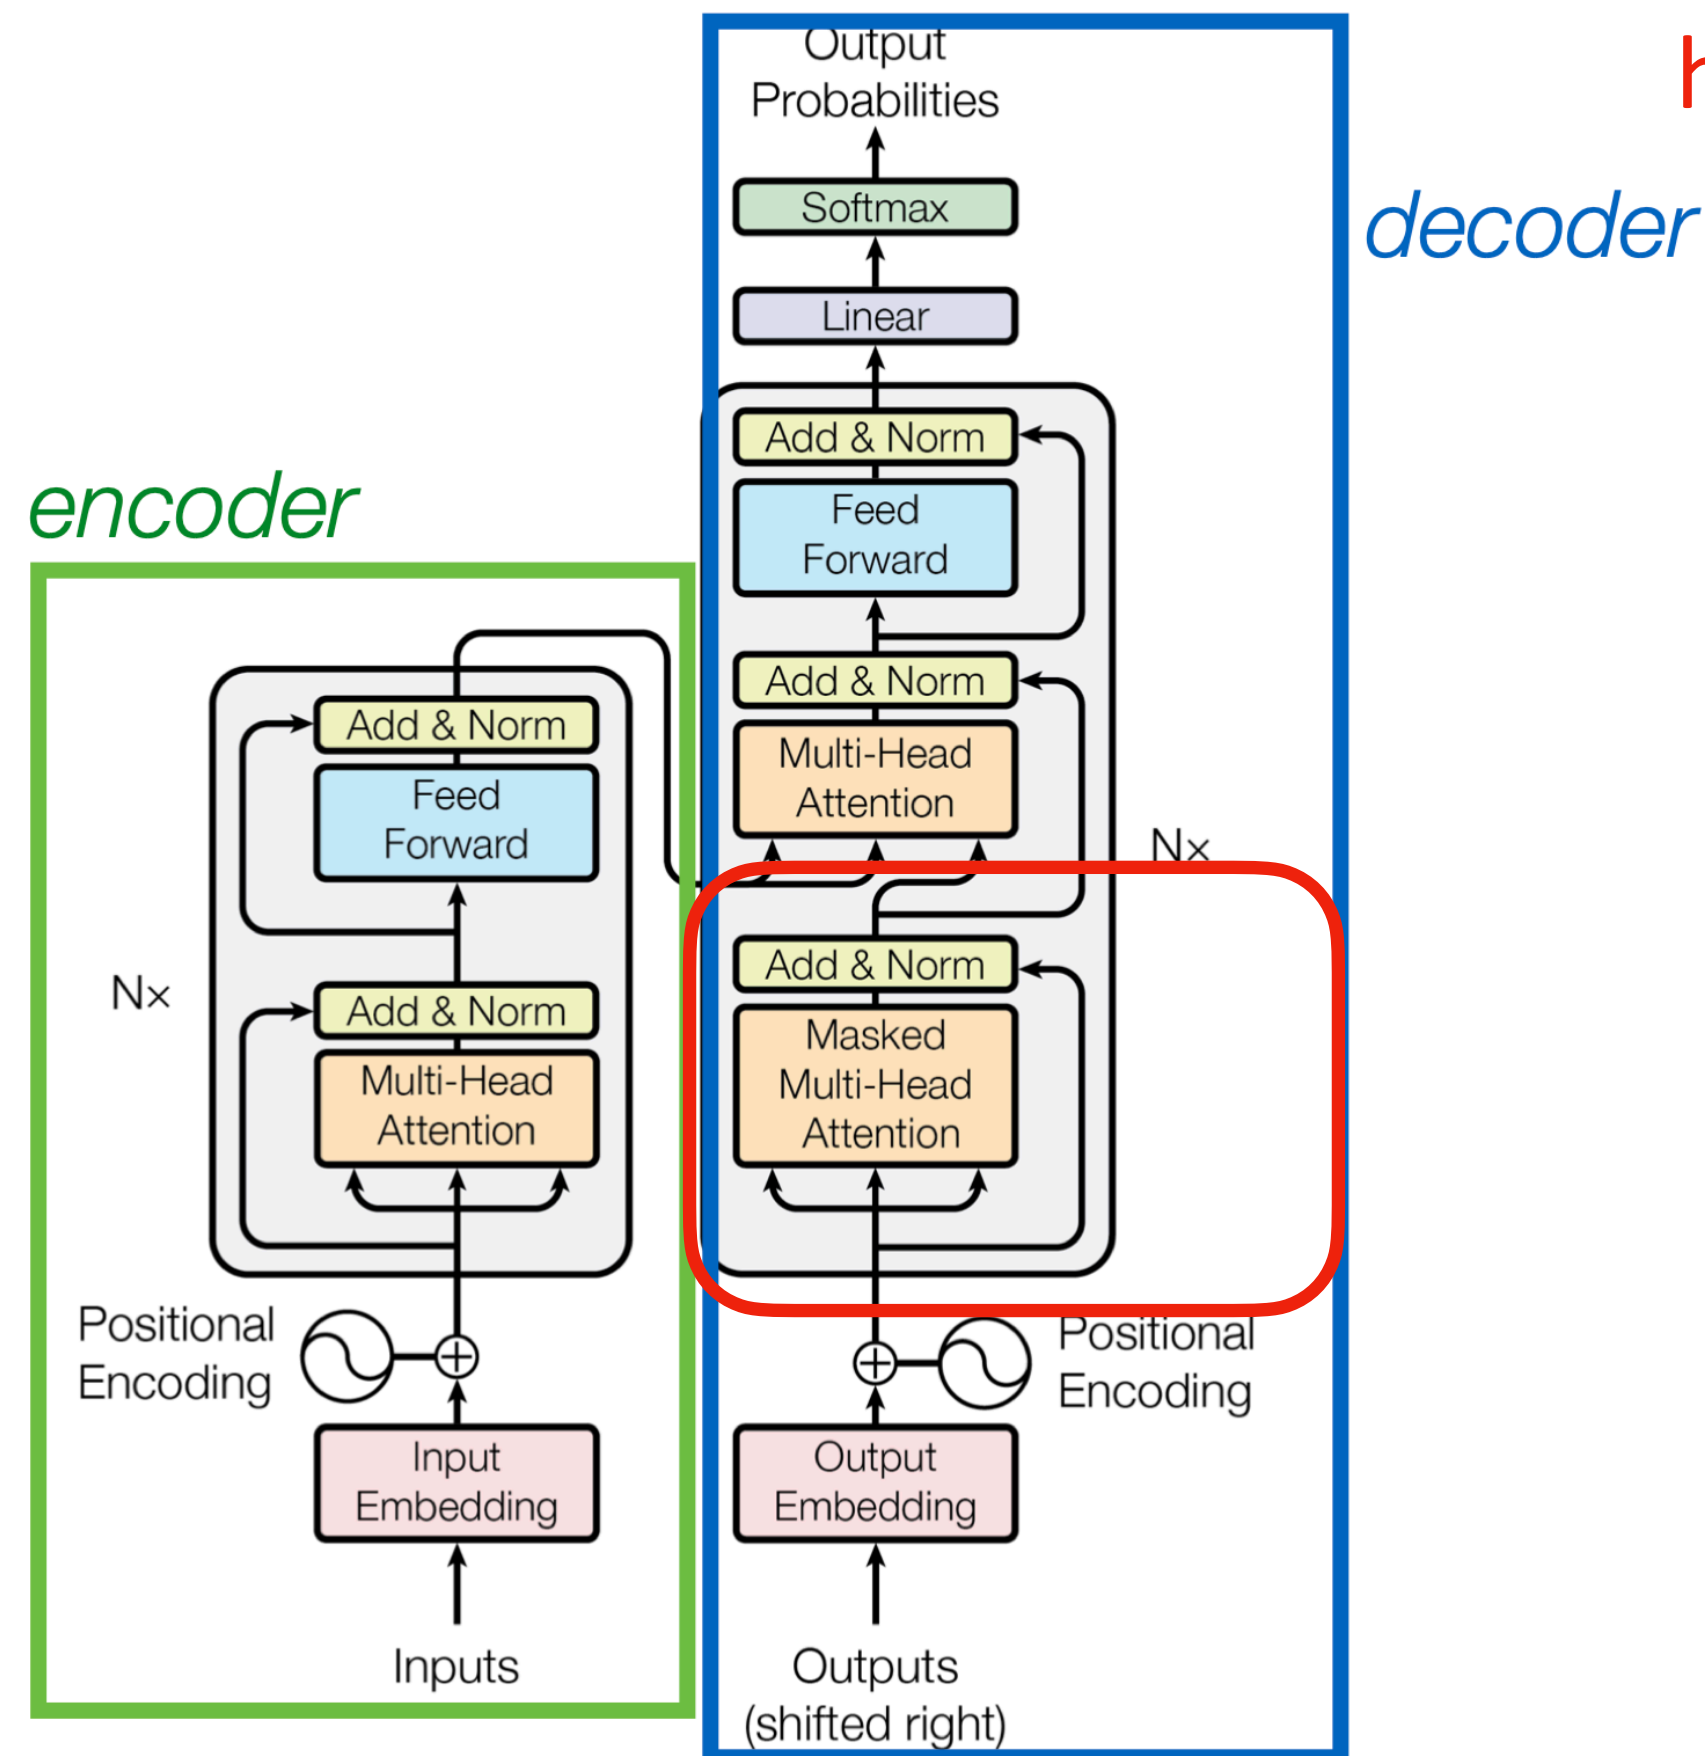 Output
Probabilities
Softmax
decoder
Linear
Add & Norm
Feed
Forward
Add & Norm
Multi-Head
Attention
N×
Add & Norm
Masked
Multi-Head
Attention
Positional
Encoding
Output
Embedding
Outputs
(shifted right)
encoder
Add & Norm
Feed
Forward
N×
Add & Norm
Multi-Head
Attention
Positional
Encoding
Input
Embedding
Inputs